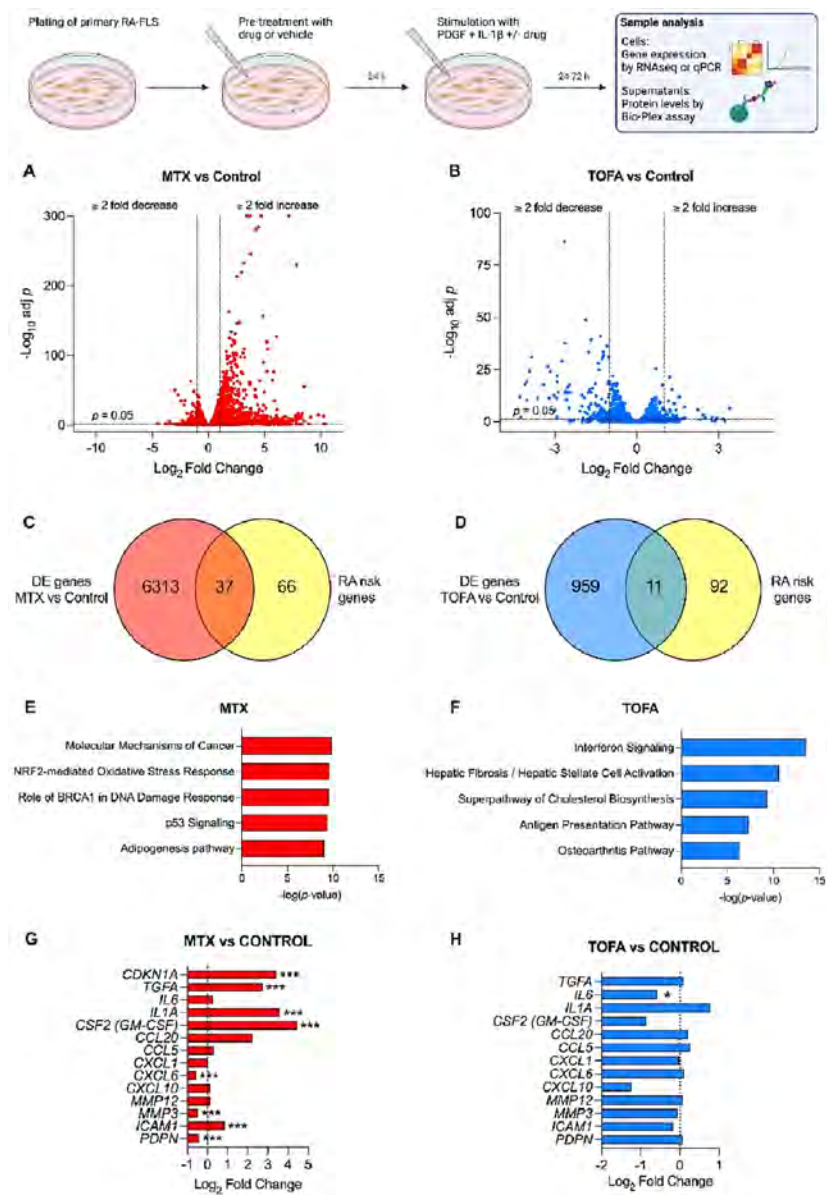 Plating of primary RA-FLS
Pre-treatment with
drug or vehicle
24 h
Stimulation with
PDGF + IL-1β +/- drug
24-72 h
Sample analysis
Cells:
Gene expression
by RNAseq or qPCR
Supernatants:
Protein levels by
Bio-Plex assay
A
MTX vs Control
≥ 2 fold decrease
≥ 2 fold increase
300
200
100
0
-Log10 adj p
p = 0.05
-10 -5 0 5 10
Log2 Fold Change
B
TOFA vs Control
≥ 2 fold decrease
≥ 2 fold increase
100
75
50
25
0
-Log10 adj p
p = 0.05
-3 0 3
Log2 Fold Change
C
DE genes
MTX vs Control
6313
37
66
RA risk
genes
D
DE genes
TOFA vs Control
959
11
92
RA risk
genes
E
MTX
Molecular Mechanisms of Cancer
NRF2-mediated Oxidative Stress Response
Role of BRCA1 in DNA Damage Response
p53 Signaling
Adipogenesis pathway
0 5 10 15
-log(p-value)
F
TOFA
Interferon Signaling
Hepatic Fibrosis / Hepatic Stellate Cell Activation
Superpathway of Cholesterol Biosynthesis
Antigen Presentation Pathway
Osteoarthritis Pathway
0 5 10 15
-log(p-value)
G
MTX vs CONTROL
CDKN1A ***
TGFA ***
IL6
IL1A ***
CSF2 (GM-CSF) ***
CCL20
CCL5
CXCL1
CXCL6 ***
CXCL10
MMP12
MMP3 ***
ICAM1 ***
PDPN ***
-1 0 1 2 3 4 5
Log2 Fold Change
H
TOFA vs CONTROL
TGFA
IL6 *
IL1A
CSF2 (GM-CSF)
CCL20
CCL5
CXCL1
CXCL6
CXCL10
MMP12
MMP3
ICAM1
PDPN
-2 -1 0 1
Log2 Fold Change